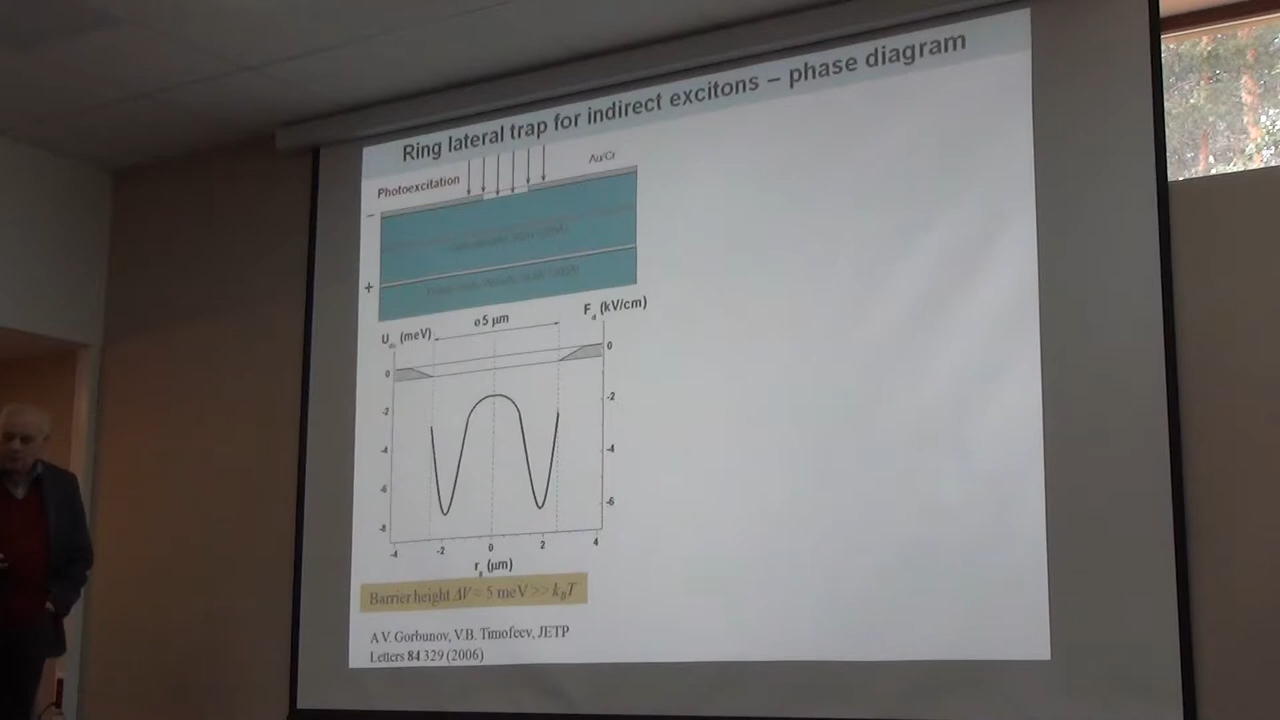 Ring lateral trap for indirect excitons – phase diagram
Photoexcitation
Au/Cr
−
+
ø5 µm
F_d (kV/cm)
U (meV)
0
-2
-4
-6
-8
0
-2
-4
-6
-4
-2
0
2
4
r (µm)
Barrier height ΔV ≈ 5 meV >> k_BT
A.V. Gorbunov, V.B. Timofeev, JETP
Letters 84 329 (2006)